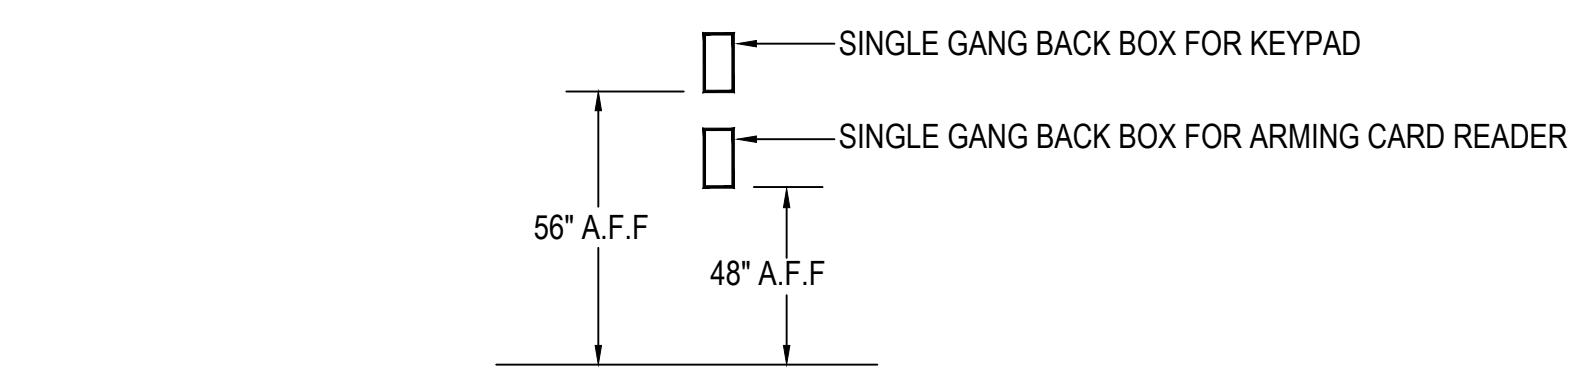 SINGLE GANG BACK BOX FOR KEYPAD
SINGLE GANG BACK BOX FOR ARMING CARD READER
56" A.F.F
48" A.F.F